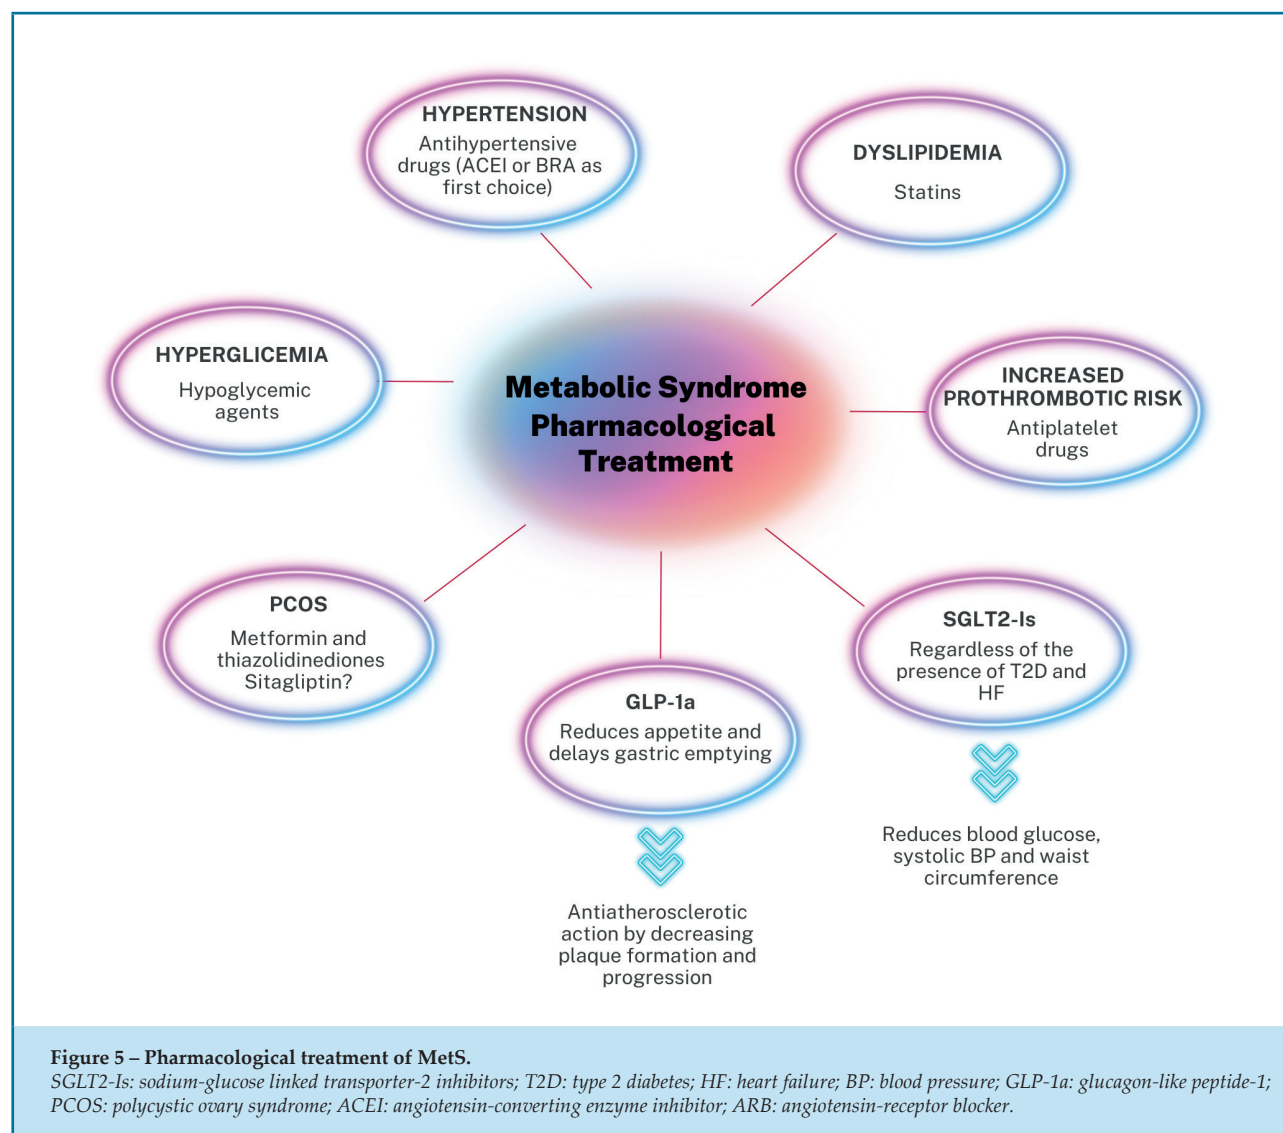 HYPERTENSION
Antihypertensive
drugs (ACEI or BRA as
first choice)
DYSLIPIDEMIA
Statins
HYPERGLICEMIA
Hypoglycemic
agents
Metabolic Syndrome
Pharmacological
Treatment
INCREASED
PROTHROMBOTIC RISK
Antiplatelet
drugs
PCOS
Metformin and
thiazolidinediones
Sitagliptin?
GLP-1a
Reduces appetite and
delays gastric emptying
SGLT2-Is
Regardless of the
presence of T2D and
HF
Reduces blood glucose,
systolic BP and waist
circumference
Antiatherosclerotic
action by decreasing
plaque formation and
progression
Figure 5 – Pharmacological treatment of MetS.
SGLT2-Is: sodium-glucose linked transporter-2 inhibitors; T2D: type 2 diabetes; HF: heart failure; BP: blood pressure; GLP-1a: glucagon-like peptide-1;
PCOS: polycystic ovary syndrome; ACEI: angiotensin-converting enzyme inhibitor; ARB: angiotensin-receptor blocker.